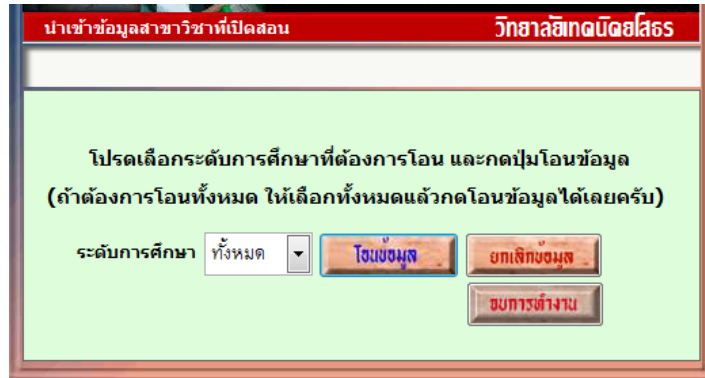 นำเข้าข้อมูลสาขาวิชาที่เปิดสอน วิทยาลัยเทคนิคยโสธร
โปรดเลือกระดับการศึกษาที่ต้องการโอน และกดปุ่มโอนข้อมูล
(ถ้าต้องการโอนทั้งหมด ให้เลือกทั้งหมดแล้วกดโอนข้อมูลได้เลยครับ)
ระดับการศึกษา ทั้งหมด โอนข้อมูล ยกเลิกข้อมูล
จบการทำงาน